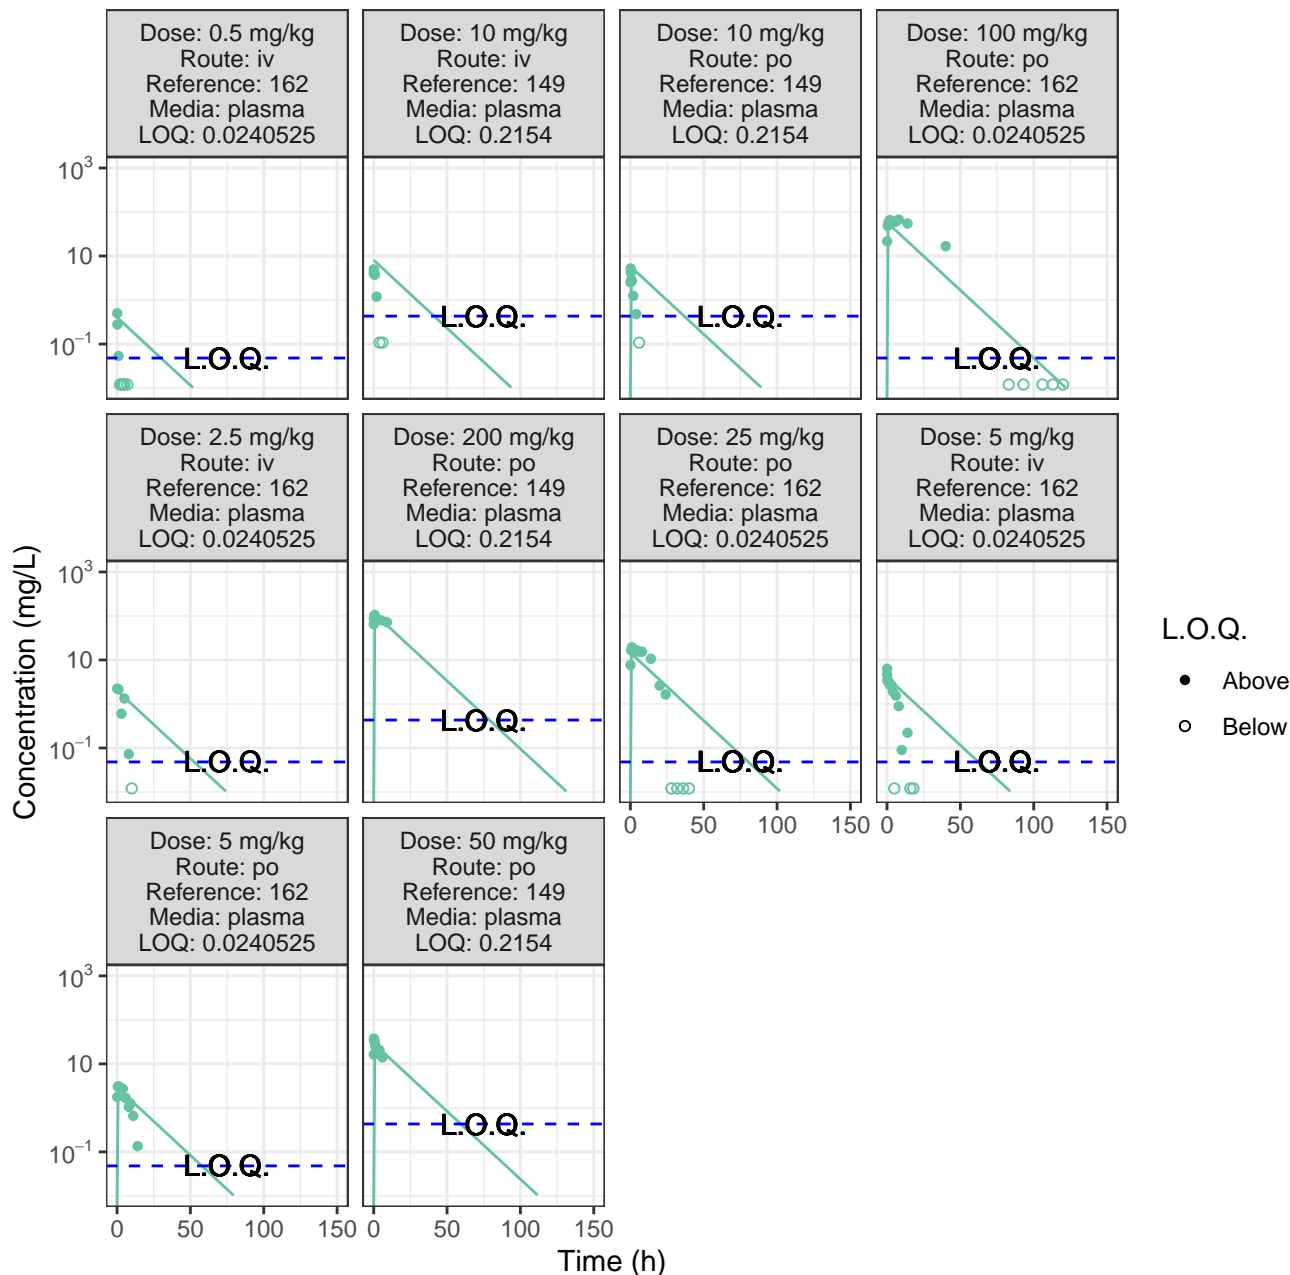 Dose: 0.5 mg/kg
Route: iv
Reference: 162
Media: plasma
LOQ: 0.0240525
Dose: 10 mg/kg
Route: iv
Reference: 149
Media: plasma
LOQ: 0.2154
Dose: 10 mg/kg
Route: po
Reference: 149
Media: plasma
LOQ: 0.2154
Dose: 100 mg/kg
Route: po
Reference: 162
Media: plasma
LOQ: 0.0240525
10³
10
10⁻¹
L.O.Q.
L.O.Q.
L.O.Q.
L.O.Q.
Dose: 2.5 mg/kg
Route: iv
Reference: 162
Media: plasma
LOQ: 0.0240525
Dose: 200 mg/kg
Route: po
Reference: 149
Media: plasma
LOQ: 0.2154
Dose: 25 mg/kg
Route: po
Reference: 162
Media: plasma
LOQ: 0.0240525
Dose: 5 mg/kg
Route: iv
Reference: 162
Media: plasma
LOQ: 0.0240525
10³
10
10⁻¹
L.O.Q.
L.O.Q.
L.O.Q.
L.O.Q.
0 50 100 150
0 50 100 150
Dose: 5 mg/kg
Route: po
Reference: 162
Media: plasma
LOQ: 0.0240525
Dose: 50 mg/kg
Route: po
Reference: 149
Media: plasma
LOQ: 0.2154
10³
10
10⁻¹
L.O.Q.
L.O.Q.
0 50 100 150
0 50 100 150
Time (h)
Concentration (mg/L)
L.O.Q.
Above
Below